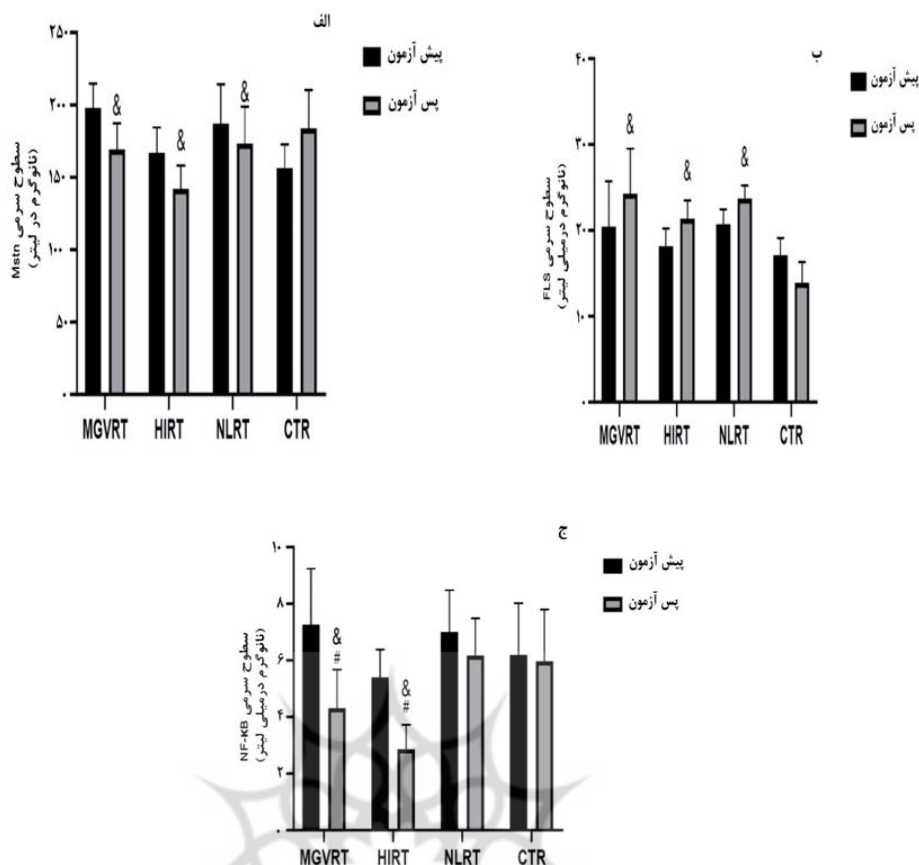 الف
پیش آزمون
پس آزمون
سطوح سرمی Mstn
(نانوگرم در لیتر)
۲۵۰
۲۰۰
۱۵۰
۱۰۰
۵۰
۰
& & &
MGVRT HIRT NLRT CTR
ب
پیش آزمون
پس آزمون
سطوح سرمی FLS
(نانوگرم درمیلی لیتر)
۴۰
۳۰
۲۰
۱۰
۰
& & &
MGVRT HIRT NLRT CTR
ج
پیش آزمون
پس آزمون
سطوح سرمی NF-KB
(نانوگرم درمیلی لیتر)
۱۰
۸
۶
۴
۲
۰
&
#
&
#
MGVRT HIRT NLRT CTR